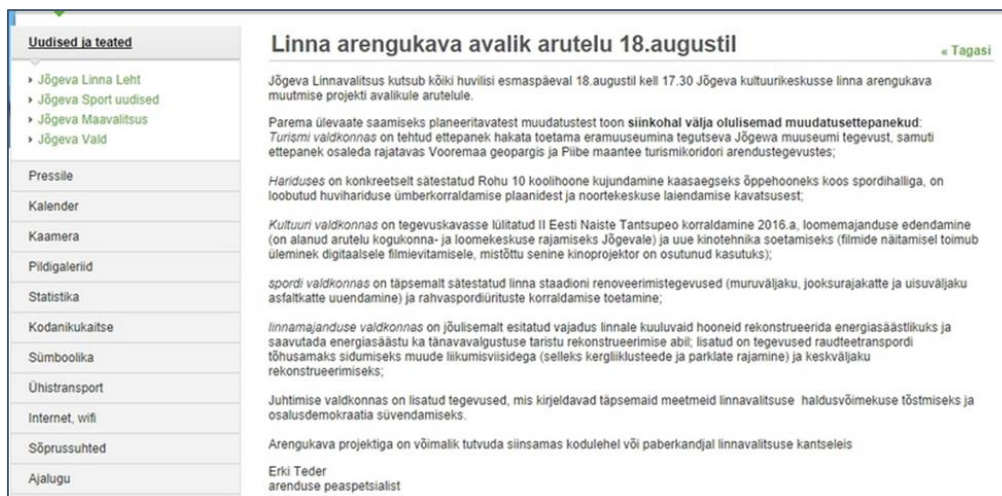 Uudised ja teated
Jõgeva Linna Leht
Jõgeva Sport uudised
Jõgeva Maavalitsus
Jõgeva Vald
Pressile
Kalender
Kaamera
Pildigaleriid
Statistika
Kodanikukaitse
Sümboolika
Ühistransport
Internet, wifi
Sõprussuhted
Ajalugu
Linna arengukava avalik arutelu 18.augustil
« Tagasi
Jõgeva Linnavalitsus kutsub kõiki huvilisi esmaspäeval 18.augustil kell 17.30 Jõgeva kultuurikeskusse linna arengukava
muutmise projekti avalikule arutelule.
Parema ülevaate saamiseks planeeritavatest muudatustest toon siinkohal välja olulisemad muudatusettepanekud:
Turismi valdkonnas on tehtud ettepanek hakata toetama eramuuseumina tegutseva Jõgewa muuseumi tegevust, samuti
ettepanek osaleda rajatavas Vooremaa geopargis ja Piibe maantee turismikoridori arendustegevustes;
Hariduses on konkreetselt sätestatud Rohu 10 koolihoone kujundamine kaasaegseks õppehooneks koos spordihalliga, on
loobutud huvihariduse ümberkorraldamise plaanidest ja noortekeskuse laiendamise kavatsusest;
Kultuuri valdkonnas on tegevuskavasse lülitatud II Eesti Naiste Tantsupeo korraldamine 2016.a, loomemajanduse edendamine
(on alanud arutelu kogukonna- ja loomekeskuse rajamiseks Jõgevale) ja uue kinotehnika soetamiseks (filmide näitamisel toimub
üleminek digitaalsele filmievitamisele, mistõttu senine kinoprojektor on osutunud kasutuks);
spordi valdkonnas on täpsemalt sätestatud linna staadioni renoveerimistegevused (muruväljaku, jooksurajakatte ja uisuväljaku
asfaltkatte uuendamine) ja rahvaspordiürituste korraldamise toetamine;
linnamajanduse valdkonnas on jõulisemalt esitatud vajadus linnale kuuluvaid hooneid rekonstrueerida energiasäästlikuks ja
saavutada energiasäästu ka tänavavalgustuse taristu rekonstrueerimise abil; lisatud on tegevused raudteetranspordi
tõhusamaks sidumiseks muude liikumisviisidega (selleks kergliiklusteede ja parklate rajamine) ja keskväljaku
rekonstrueerimiseks;
Juhtimise valdkonnas on lisatud tegevused, mis kirjeldavad täpsemaid meetmeid linnavalitsuse haldusvõimekuse tõstmiseks ja
osalusdemokraatia süvendamiseks.
Arengukava projektiga on võimalik tutvuda siinsamas kodulehel või paberkandjal linnavalitsuse kantseleis
Erki Teder
arenduse peaspetsialist